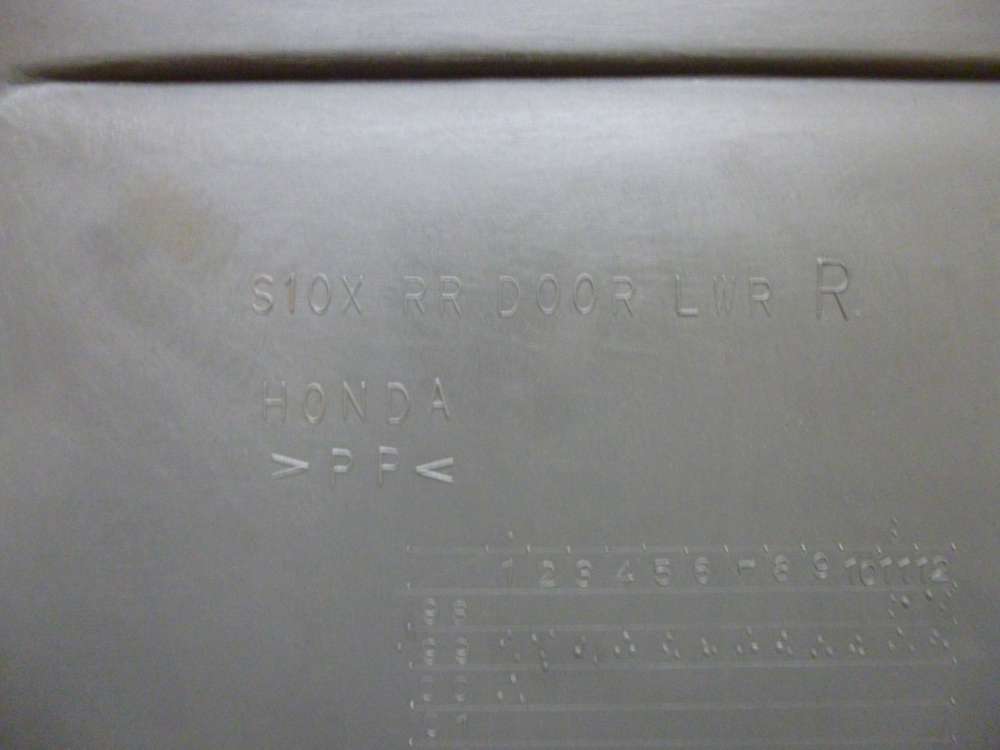 S10X RR DOOR LWR R
HONDA
>PP<
1 2 3 4 5 6 7 8 9 10 11 12